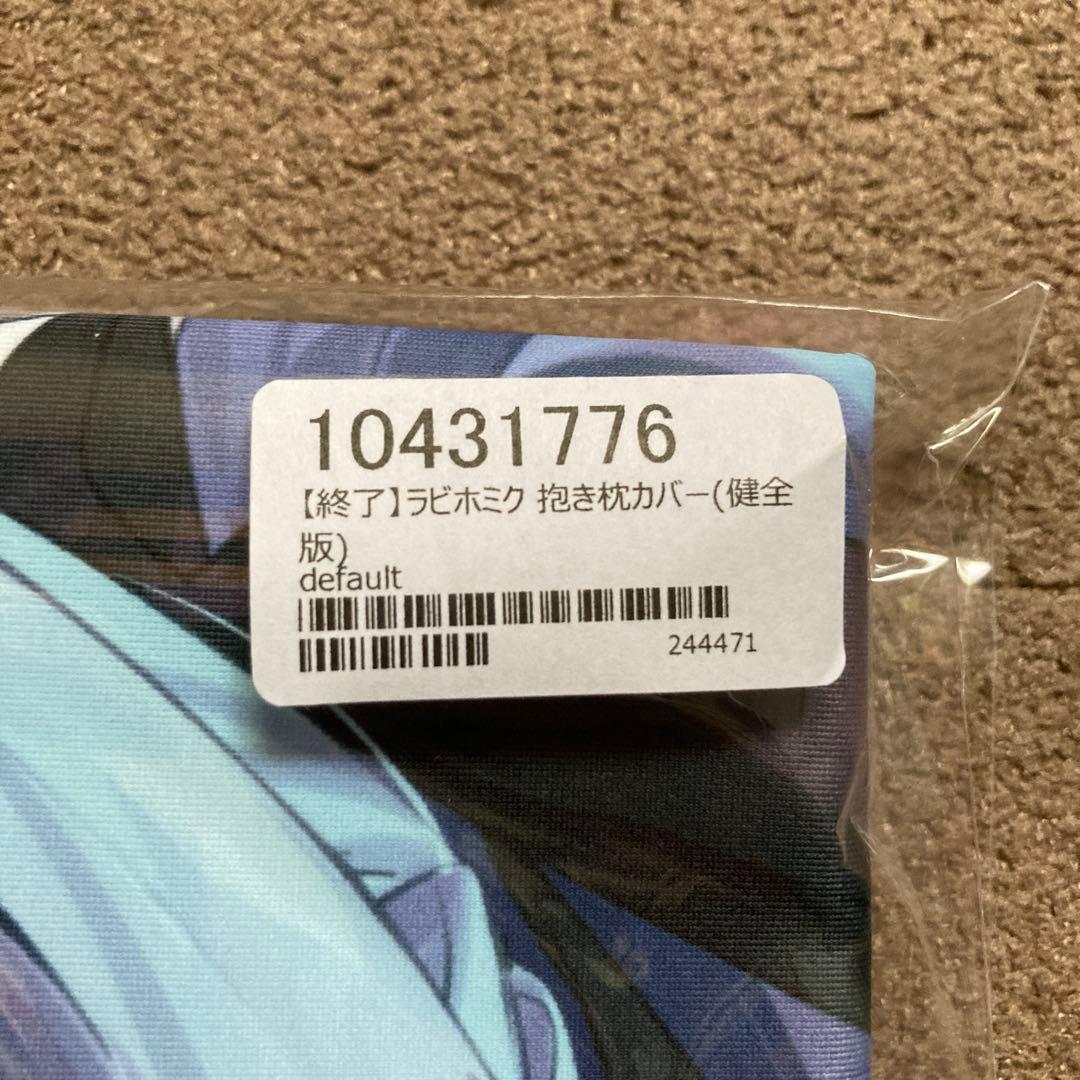 10431776
【終了】ラビホミク 抱き枕カバー(健全
版)
default
244471